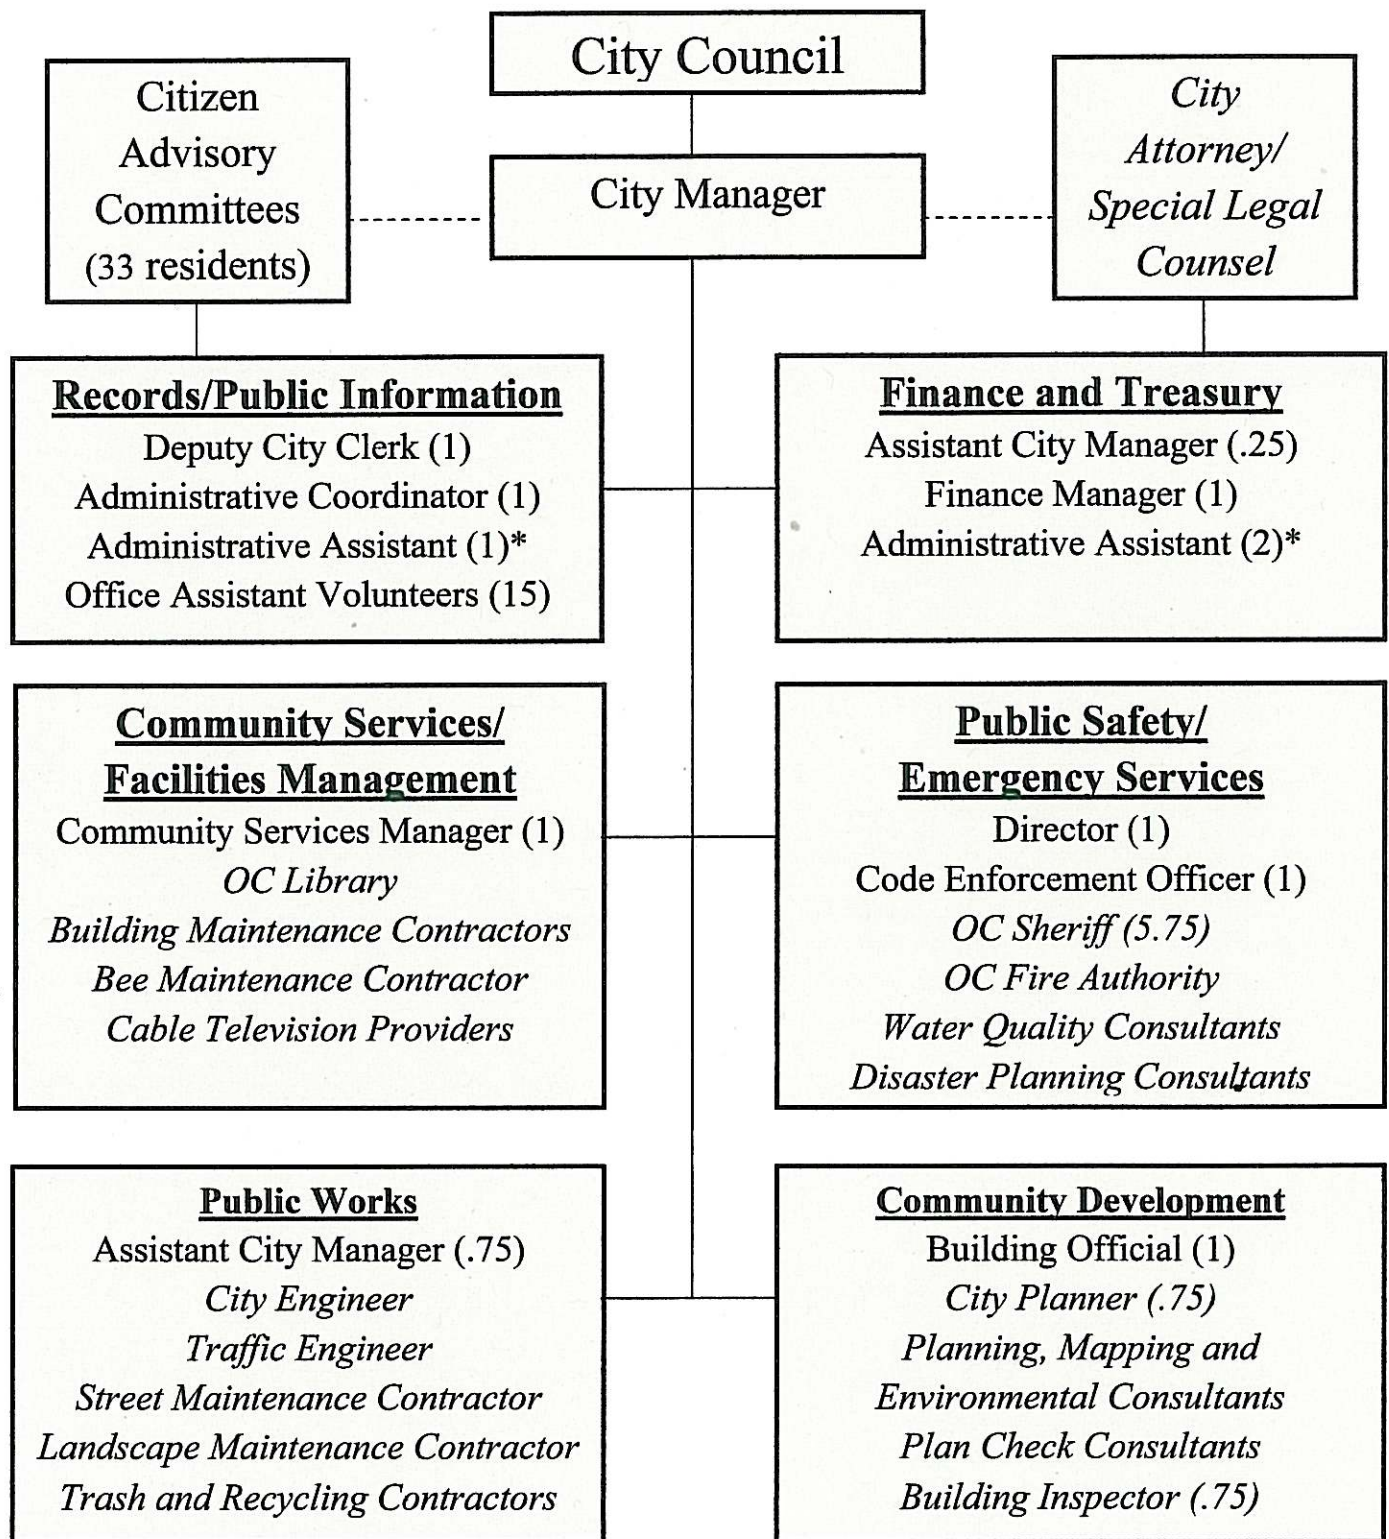 City Council
Citizen
Advisory
Committees
(33 residents)
City Manager
City
Attorney/
Special Legal
Counsel
Records/Public Information
Deputy City Clerk (1)
Administrative Coordinator (1)
Administrative Assistant (1)*
Office Assistant Volunteers (15)
Finance and Treasury
Assistant City Manager (.25)
Finance Manager (1)
Administrative Assistant (2)*
Community Services/
Facilities Management
Community Services Manager (1)
OC Library
Building Maintenance Contractors
Bee Maintenance Contractor
Cable Television Providers
Public Safety/
Emergency Services
Director (1)
Code Enforcement Officer (1)
OC Sheriff (5.75)
OC Fire Authority
Water Quality Consultants
Disaster Planning Consultants
Public Works
Assistant City Manager (.75)
City Engineer
Traffic Engineer
Street Maintenance Contractor
Landscape Maintenance Contractor
Trash and Recycling Contractors
Community Development
Building Official (1)
City Planner (.75)
Planning, Mapping and
Environmental Consultants
Plan Check Consultants
Building Inspector (.75)